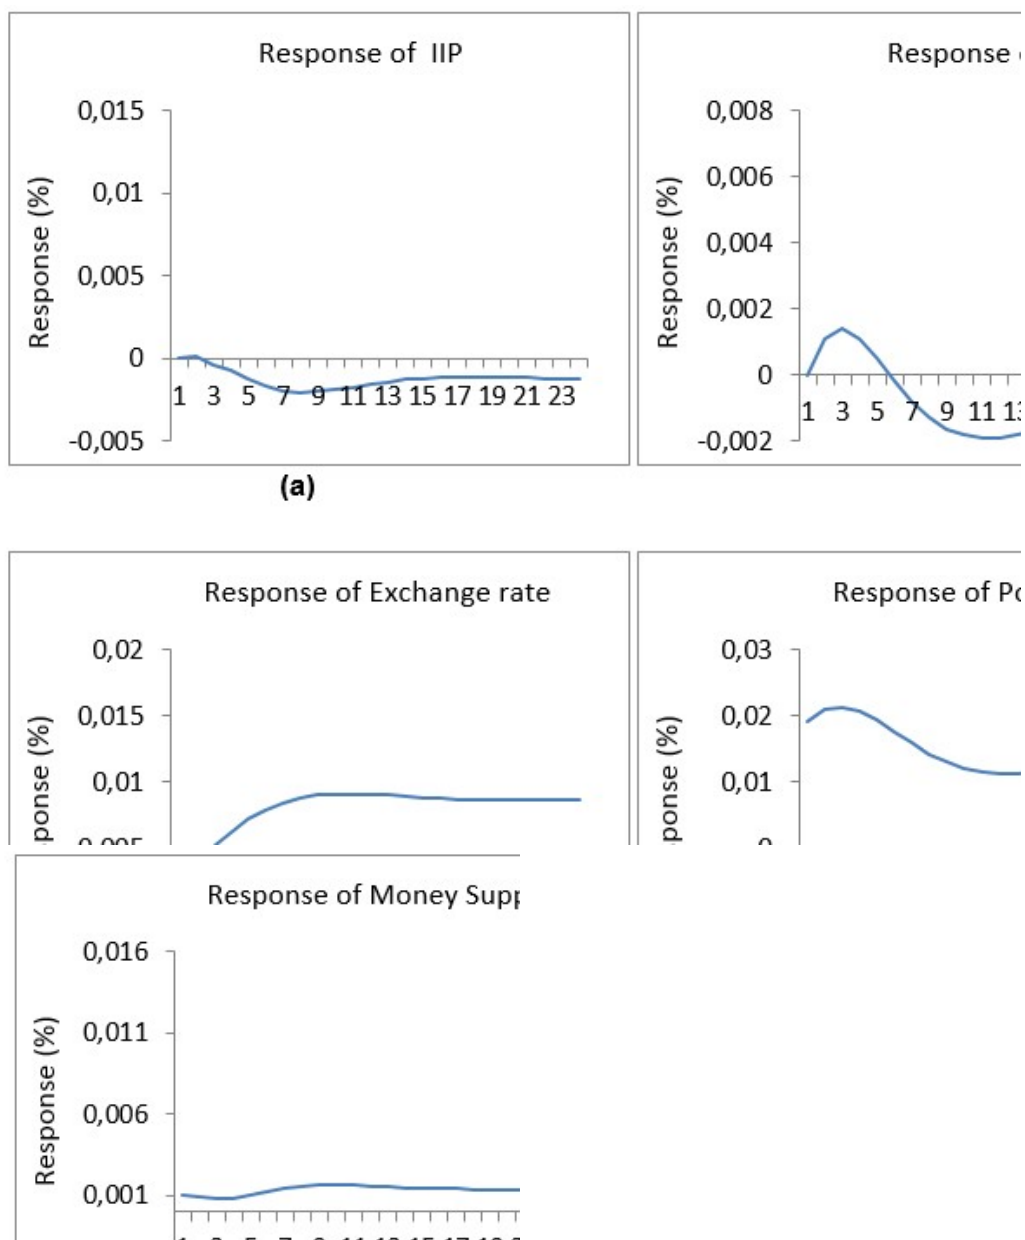 Response of IIP
0,015
0,01
0,005
0
-0,005
Response (%)
1 3 5 7 9 11 13 15 17 19 21 23
(a)
Response
0,008
0,006
0,004
0,002
0
-0,002
Response (%)
1 3 5 7 9 11
Response of Exchange rate
0,02
0,015
0,01
Response of
0,03
0,02
0,01
Response of Money
0,016
0,011
0,006
0,001
Response (%)